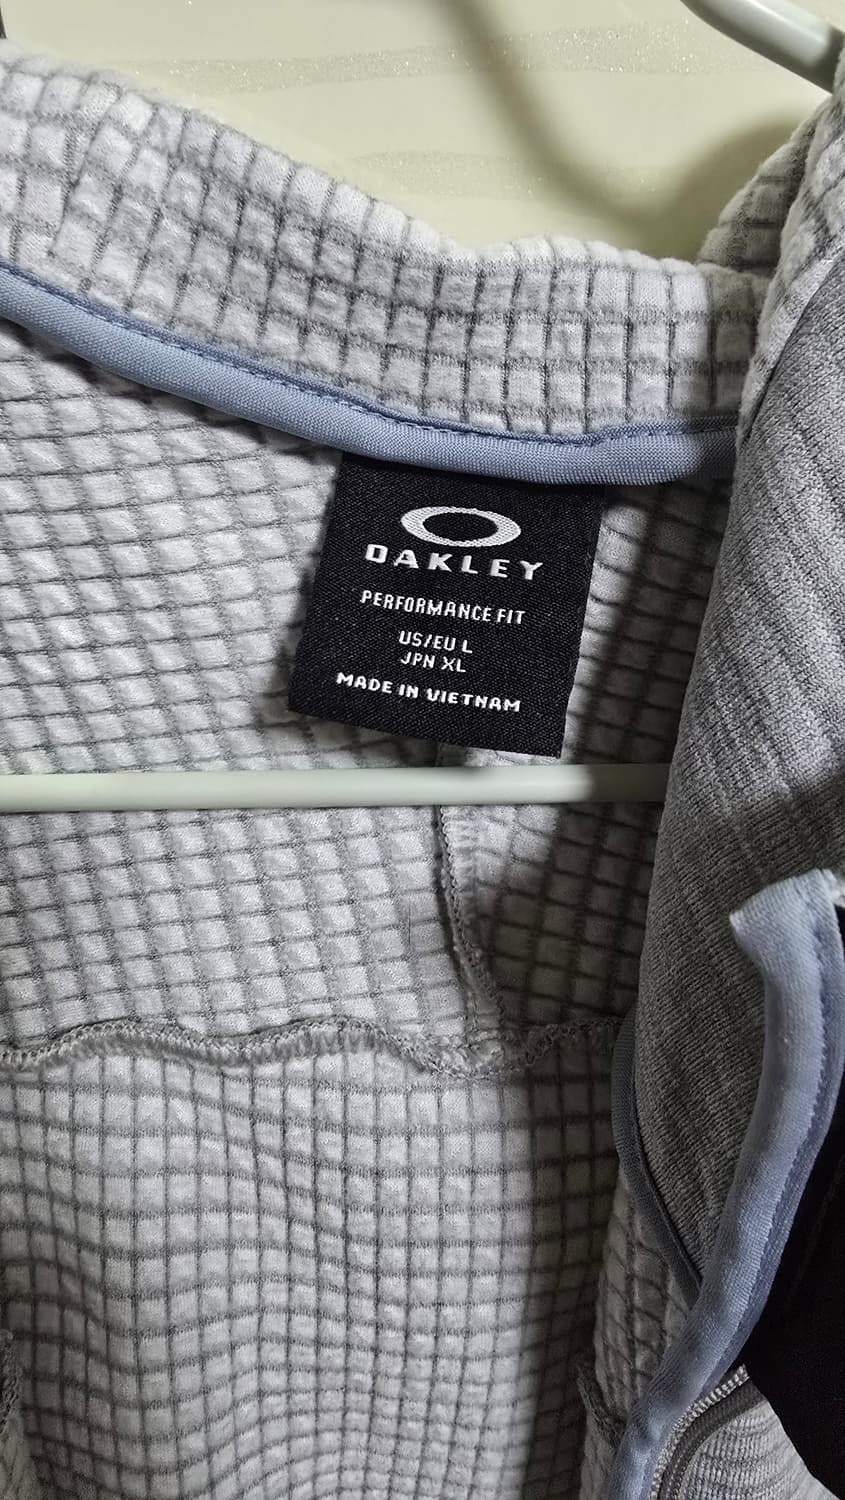 OAKLEY
PERFORMANCE FIT
US/EU L
JPN XL
MADE IN VIETNAM